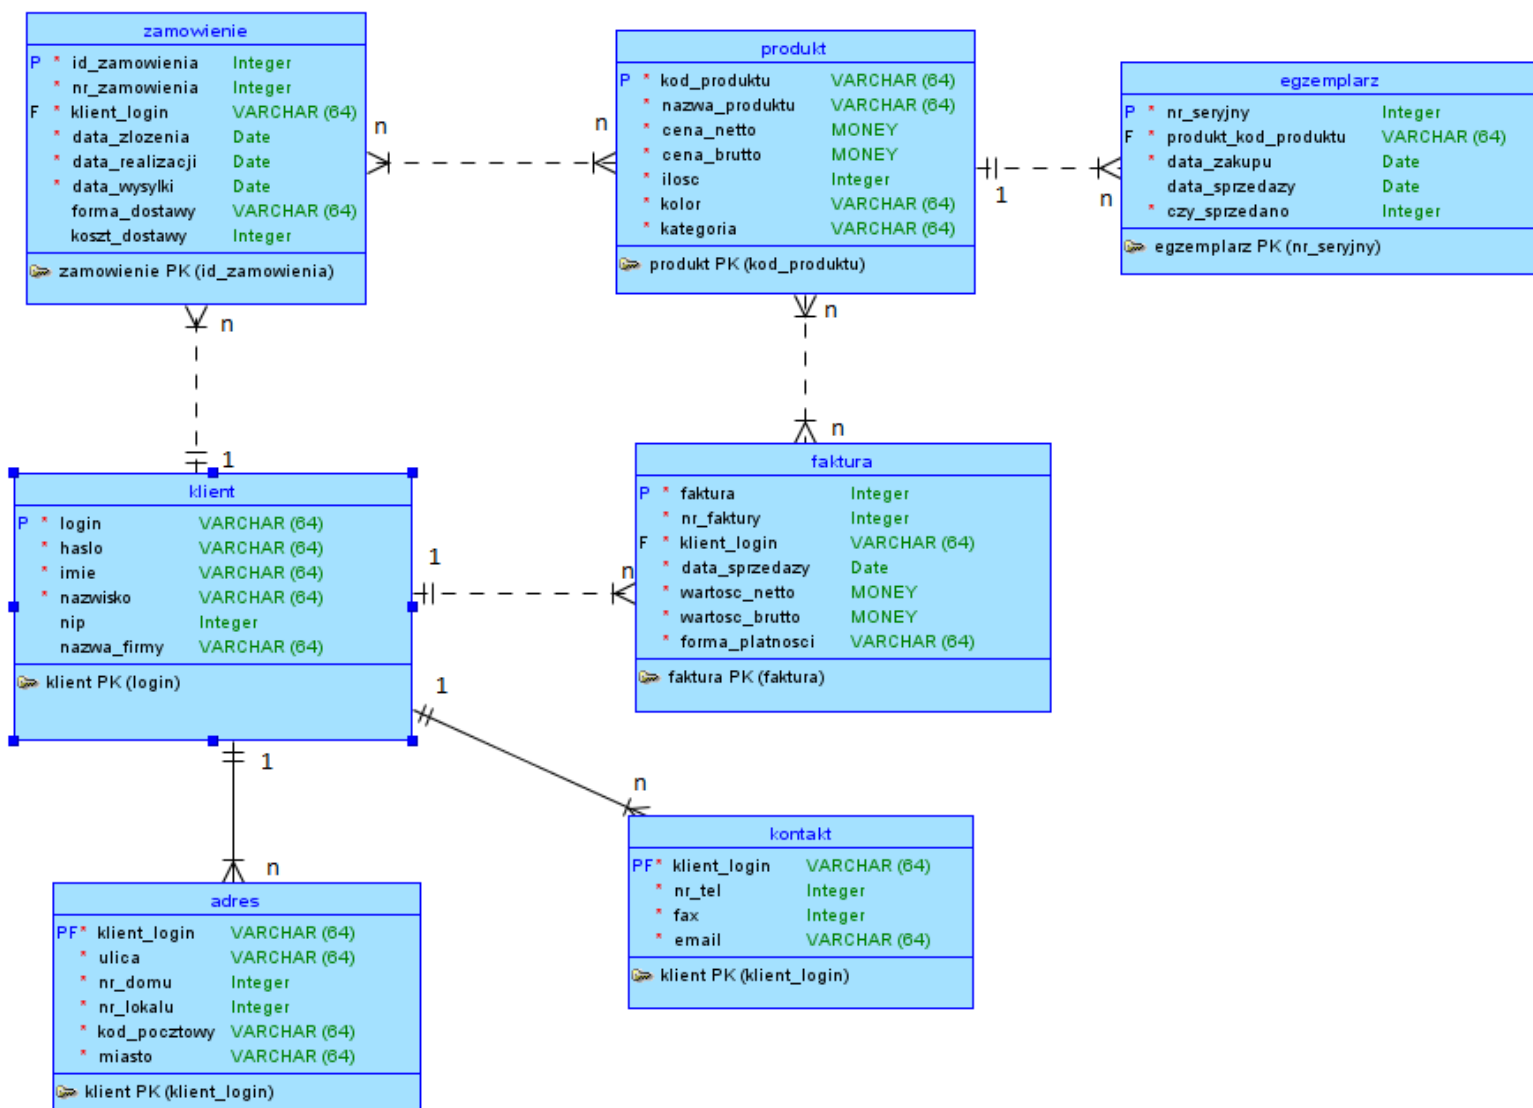 zamowienie
P * id_zamowienia Integer
* nr_zamowienia Integer
F * klient_login VARCHAR (64)
* data_zlozenia Date
* data_realizacji Date
* data_wysylki Date
forma_dostawy VARCHAR (64)
koszt_dostawy Integer
zamowienie PK (id_zamowienia)
n
n
produkt
P * kod_produktu VARCHAR (64)
* nazwa_produktu VARCHAR (64)
* cena_netto MONEY
* cena_brutto MONEY
* ilosc Integer
* kolor VARCHAR (64)
* kategoria VARCHAR (64)
produkt PK (kod_produktu)
1
n
egzemplarz
P * nr_seryjny Integer
F * produkt_kod_produktu VARCHAR (64)
* data_zakupu Date
data_sprzedazy Date
* czy_sprzedano Integer
egzemplarz PK (nr_seryjny)
n
1
n
n
klient
P * login VARCHAR (64)
* haslo VARCHAR (64)
* imie VARCHAR (64)
* nazwisko VARCHAR (64)
nip Integer
nazwa_firmy VARCHAR (64)
klient PK (login)
1
n
faktura
P * faktura Integer
* nr_faktury Integer
F * klient_login VARCHAR (64)
* data_sprzedazy Date
* wartosc_netto MONEY
* wartosc_brutto MONEY
* forma_platnosci VARCHAR (64)
faktura PK (faktura)
1
n
1
n
adres
PF * klient_login VARCHAR (64)
* ulica VARCHAR (64)
* nr_domu Integer
* nr_lokalu Integer
* kod_pocztowy VARCHAR (64)
* miasto VARCHAR (64)
klient PK (klient_login)
kontakt
PF * klient_login VARCHAR (64)
* nr_tel Integer
* fax Integer
* email VARCHAR (64)
klient PK (klient_login)